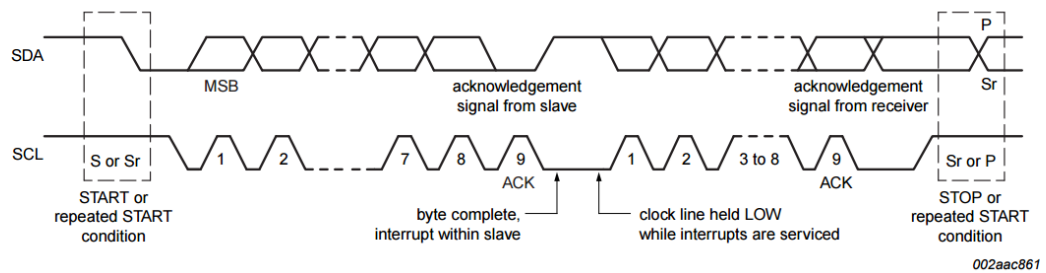 SDA
P
Sr
MSB
acknowledgement
signal from slave
acknowledgement
signal from receiver
SCL
S or Sr
1
2
7
8
9
1
2
3 to 8
9
Sr or P
ACK
ACK
START or
repeated START
condition
byte complete,
interrupt within slave
clock line held LOW
while interrupts are serviced
STOP or
repeated START
condition
002aac861